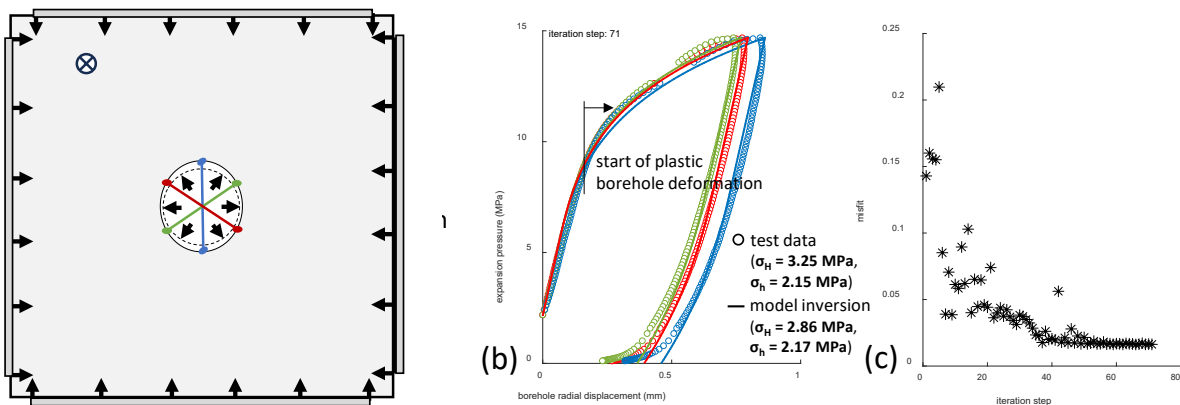 15
iteration step: 71
10
5
0
expansion pressure (MPa)
start of plastic
borehole deformation
test data
(σH = 3.25 MPa,
σh = 2.15 MPa)
model inversion
(σH = 2.86 MPa,
σh = 2.17 MPa)
(b)
0
0.5
1
borehole radial displacement (mm)
0.25
0.2
0.15
0.1
0.05
0
misfit
(c)
0
20
40
60
80
iteration step